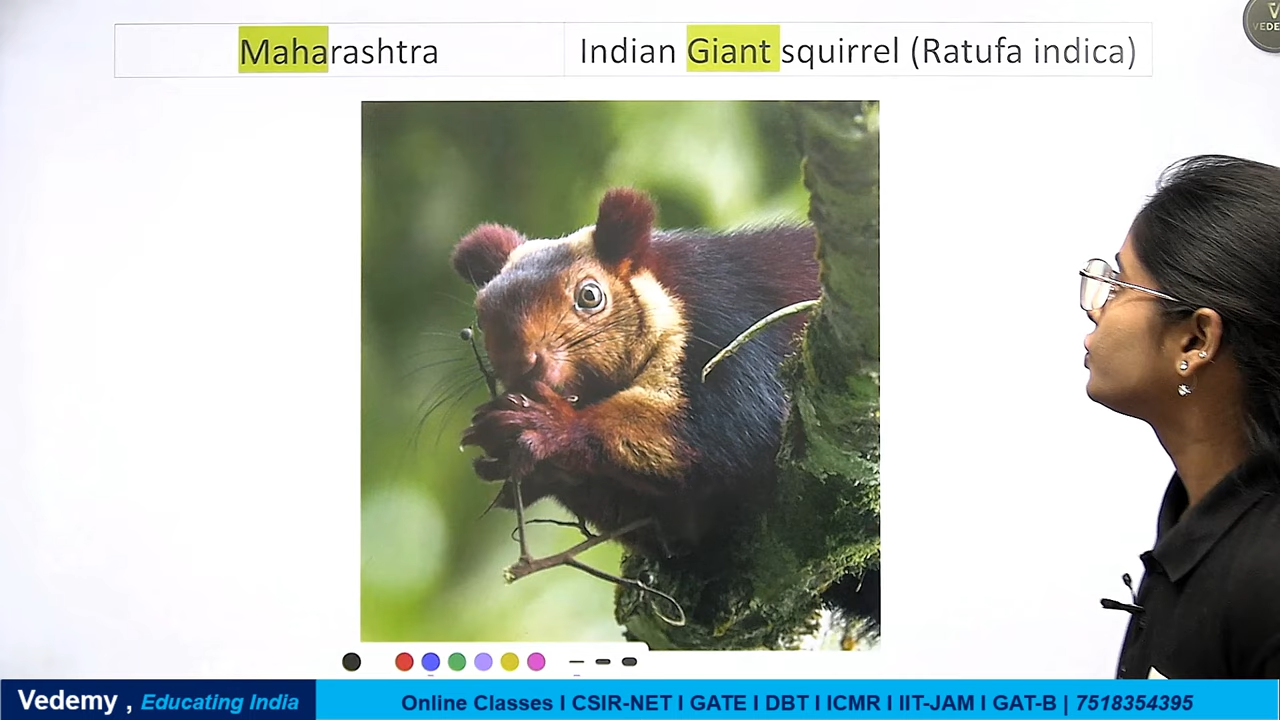 Maharashtra
Indian Giant squirrel (Ratufa indica)
Vedemy , Educating India
Online Classes I CSIR-NET I GATE I DBT I ICMR I IIT-JAM I GAT-B | 7518354395